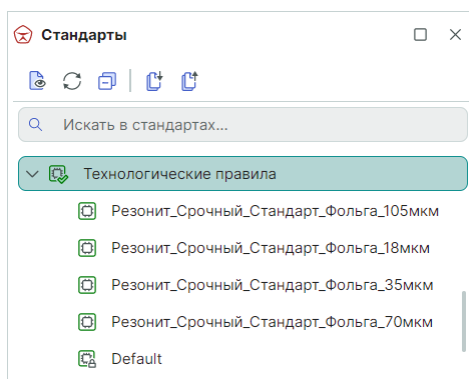 Стандарты
Искать в стандартах...
Технологические правила
Резонит_Срочный_Стандарт_Фольга_105мкм
Резонит_Срочный_Стандарт_Фольга_18мкм
Резонит_Срочный_Стандарт_Фольга_35мкм
Резонит_Срочный_Стандарт_Фольга_70мкм
Default